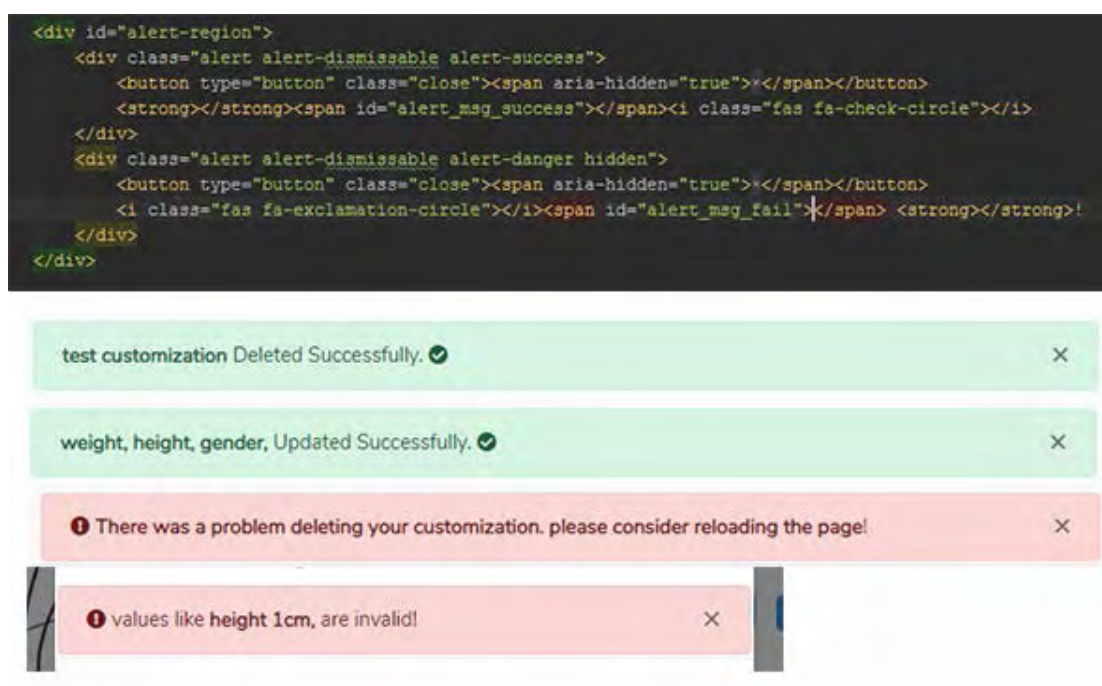 <div id="alert-region">
<div class="alert alert-dismissable alert-success">
<button type="button" class="close"><span aria-hidden="true">×</span></button>
<strong></strong><span id="alert_msg_success"></span><i class="fas fa-check-circle"></i>
</div>
<div class="alert alert-dismissable alert-danger hidden">
<button type="button" class="close"><span aria-hidden="true">×</span></button>
<i class="fas fa-exclamation-circle"></i><span id="alert_msg_fail"></span> <strong></strong>!
</div>
</div>
test customization Deleted Successfully. ×
weight, height, gender, Updated Successfully. ×
There was a problem deleting your customization. please consider reloading the page! ×
values like height 1cm, are invalid! ×